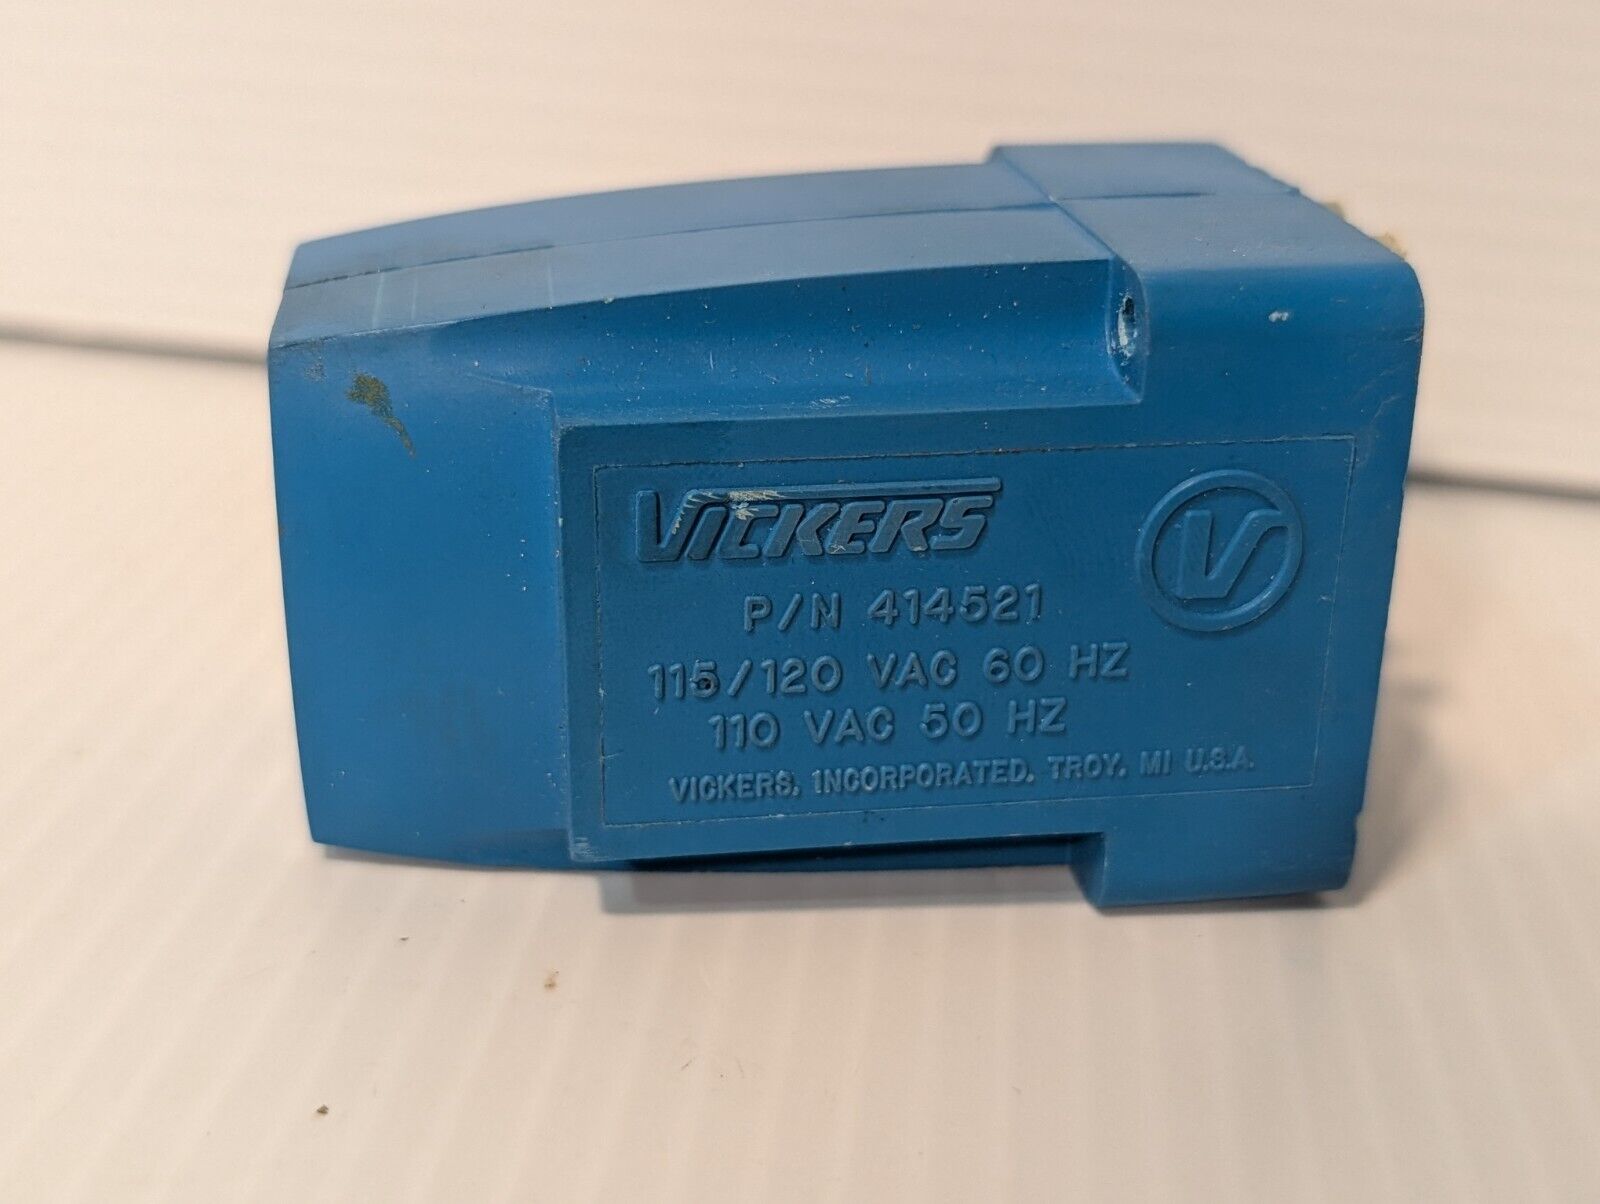 VICKERS
V
P/N 414521
115/120 VAC 60 HZ
110 VAC 50 HZ
VICKERS, INCORPORATED, TROY, MI U.S.A.